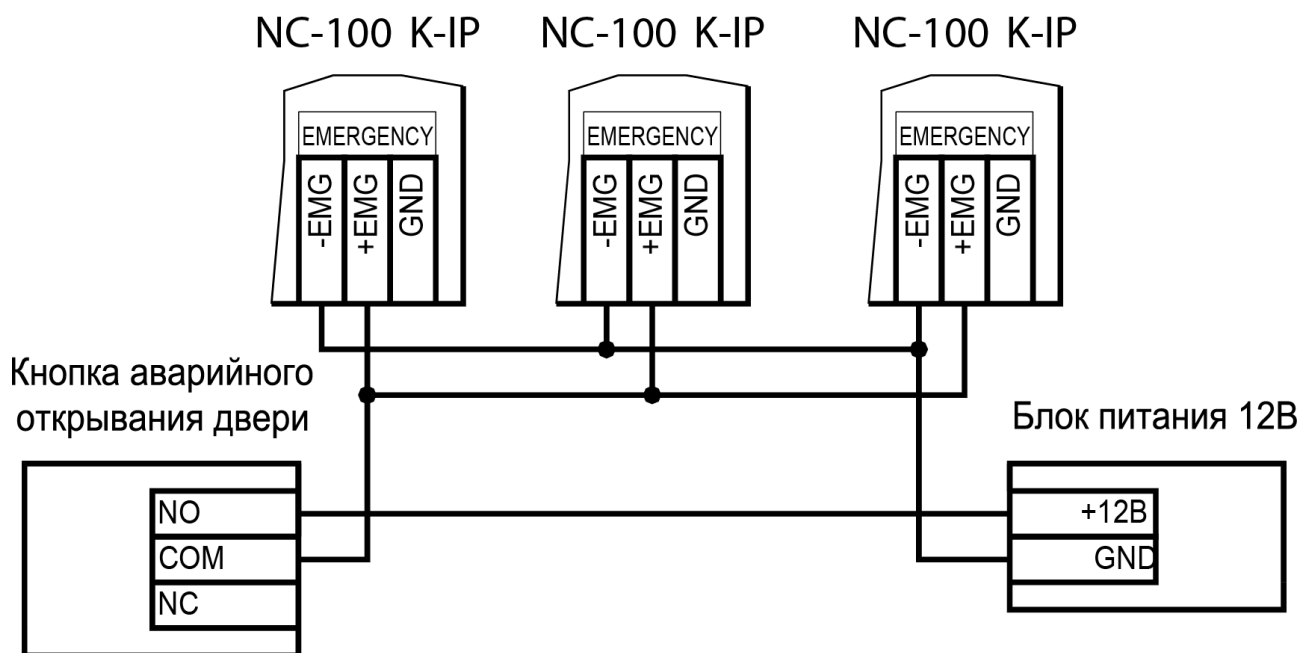 NC-100 K-IP
NC-100 K-IP
NC-100 K-IP
EMERGENCY
-EMG
+EMG
GND
EMERGENCY
-EMG
+EMG
GND
EMERGENCY
-EMG
+EMG
GND
Кнопка аварийного
открывания двери
NO
COM
NC
Блок питания 12В
+12В
GND